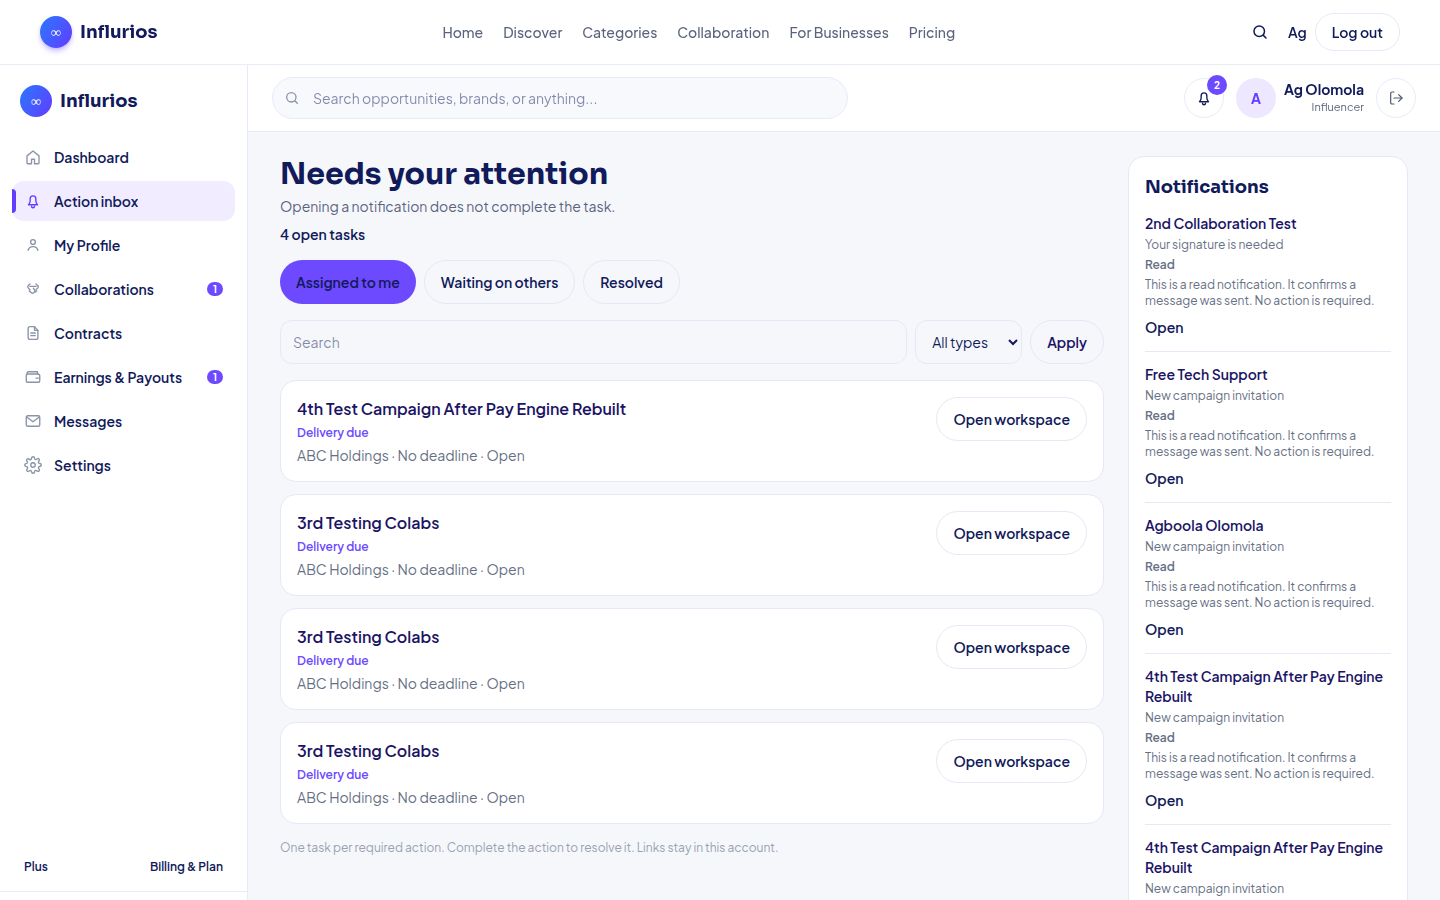 ∞ Influrios
Home Discover Categories Collaboration For Businesses Pricing
Ag Log out
∞ Influrios
Dashboard
Action inbox
My Profile
Collaborations 1
Contracts
Earnings & Payouts 1
Messages
Settings
Plus Billing & Plan
Search opportunities, brands, or anything...
2
A
Ag Olomola
Influencer
Needs your attention
Opening a notification does not complete the task.
4 open tasks
Assigned to me Waiting on others Resolved
Search All types Apply
4th Test Campaign After Pay Engine Rebuilt
Delivery due
ABC Holdings · No deadline · Open
Open workspace
3rd Testing Colabs
Delivery due
ABC Holdings · No deadline · Open
Open workspace
3rd Testing Colabs
Delivery due
ABC Holdings · No deadline · Open
Open workspace
3rd Testing Colabs
Delivery due
ABC Holdings · No deadline · Open
Open workspace
One task per required action. Complete the action to resolve it. Links stay in this account.
Notifications
2nd Collaboration Test
Your signature is needed
Read
This is a read notification. It confirms a
message was sent. No action is required.
Open
Free Tech Support
New campaign invitation
Read
This is a read notification. It confirms a
message was sent. No action is required.
Open
Agboola Olomola
New campaign invitation
Read
This is a read notification. It confirms a
message was sent. No action is required.
Open
4th Test Campaign After Pay Engine
Rebuilt
New campaign invitation
Read
This is a read notification. It confirms a
message was sent. No action is required.
Open
4th Test Campaign After Pay Engine
Rebuilt
New campaign invitation